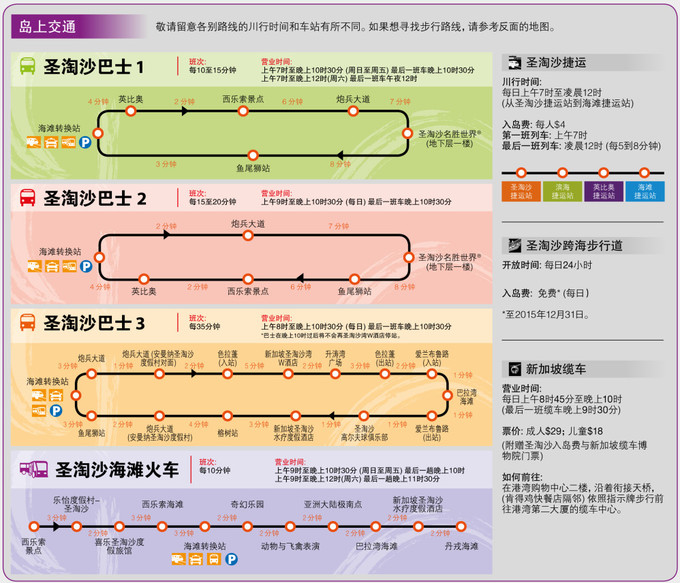 岛上交通
敬请留意各别路线的川行时间和车站有所不同。如果想寻找步行路线，请参考反面的地图。
圣淘沙巴士 1
班次:
每10至15分钟
营业时间:
上午7时至晚上10时30分 (周日至周五) 最后一班车晚上10时30分
上午7时至晚上12时(周六) 最后一班车午夜12时
4 分钟
英比奥
2 分钟
西乐索景点
6 分钟
炮兵大道
7 分钟
海滩转换站
P
圣淘沙名胜世界®
(地下层一楼)
3 分钟
鱼尾狮站
8 分钟
圣淘沙巴士 2
班次:
每15至20分钟
营业时间:
上午9时至晚上10时30分 (每日) 最后一班车晚上10时30分
2 分钟
炮兵大道
7 分钟
海滩转换站
P
圣淘沙名胜世界®
(地下层一楼)
4 分钟
英比奥
2 分钟
西乐索景点
6 分钟
鱼尾狮站
8 分钟
圣淘沙巴士 3
班次:
每35分钟
营业时间:
上午8时至晚上10时30分 (每日) 最后一班车晚上10时30分
*巴士在晚上10时过后将不会再圣淘沙湾W酒店停运。
3分钟
炮兵大道
3分钟
炮兵大道 (安曼纳圣淘沙
度假村对面)
2分钟
色拉蓬
(入站)
5分钟
新加坡圣淘沙湾
W酒店
3分钟
升涛湾
广场
3分钟
色拉蓬
(出站)
2分钟
爱兰布鲁路
(入站)
1分钟
海滩转换站
P
巴拉湾
海滩
3分钟
鱼尾狮站
2分钟
炮兵大道
(安曼纳圣淘沙度假村)
4分钟
榕树站
1分钟
新加坡圣淘沙
水疗度假酒店
1分钟
圣淘沙
高尔夫球俱乐部
1分钟
爱兰布鲁路
(出站)
1分钟
圣淘沙海滩火车
班次:
每10分钟
营业时间:
上午9时至晚上10时30分 (周日至周五) 最后一趟晚上10时
上午9时至晚上12时(周六) 最后一趟晚上11时30分
乐怡度假村–
圣淘沙
西乐索海滩
奇幻乐园
亚洲大陆极南点
新加坡圣淘沙
水疗度假酒店
3分钟
2分钟
3分钟
2分钟
2分钟
2分钟
2分钟
2分钟
2分钟
西乐索
景点
喜乐圣淘沙度
假旅馆
海滩转换站
P
动物与飞禽表演
巴拉湾海滩
丹戎海滩
圣淘沙捷运
川行时间:
每日上午7时至凌晨12时
(从圣淘沙捷运站到海滩捷运站)
入岛费: 每人$4
第一班列车: 上午7时
最后一班列车: 凌晨12时 (每5到8分钟)
圣淘沙
捷运站
滨海
捷运站
英比奥
捷运站
海滩
捷运站
圣淘沙跨海步行道
开放时间: 每日24小时
入岛费: 免费* (每日)
*至2015年12月31日。
新加坡缆车
营业时间:
每日上午8时45分至晚上10时
(最后一班缆车晚上9时30分)
票价: 成人$29; 儿童$18
(附赠圣淘沙入岛费与新加坡缆车博
物院门票)
如何前往:
在港湾购物中心二楼，沿着衔接天桥，
(肯得鸡快餐店隔邻) 依照指示牌步行前
往港湾第二大厦的缆车中心。